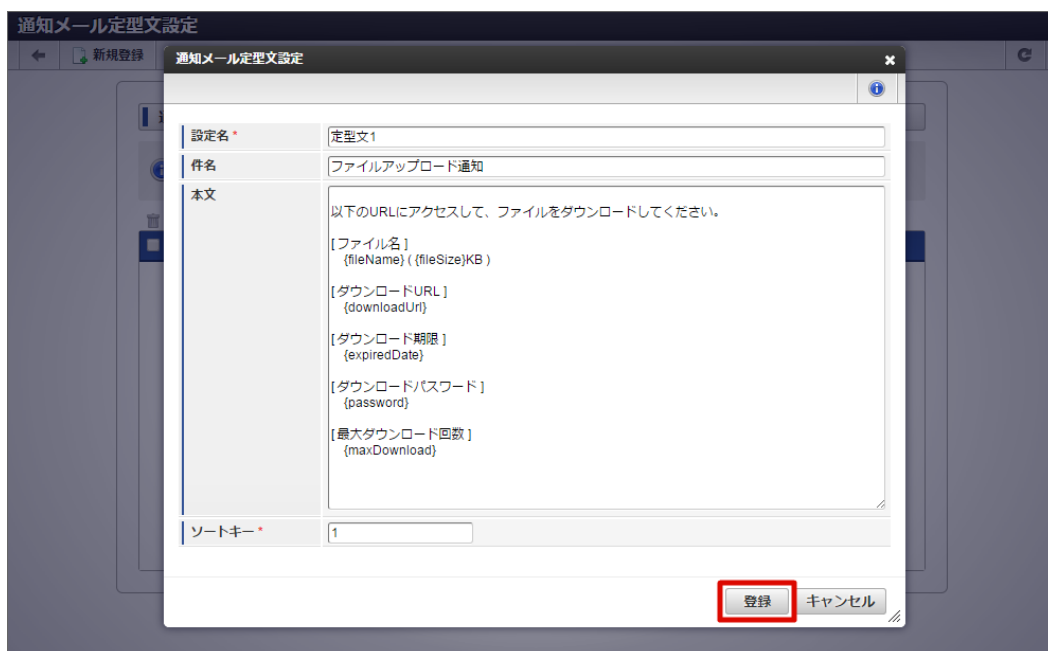 通知メール定型文設定
新規登録
通知メール定型文設定
設定名 *
定型文1
件名
ファイルアップロード通知
本文
以下のURLにアクセスして、ファイルをダウンロードしてください。
[ ファイル名 ]
{fileName} ( {fileSize}KB )
[ ダウンロードURL ]
{downloadUrl}
[ ダウンロード期限 ]
{expiredDate}
[ ダウンロードパスワード ]
{password}
[ 最大ダウンロード回数 ]
{maxDownload}
ソートキー *
1
登録
キャンセル